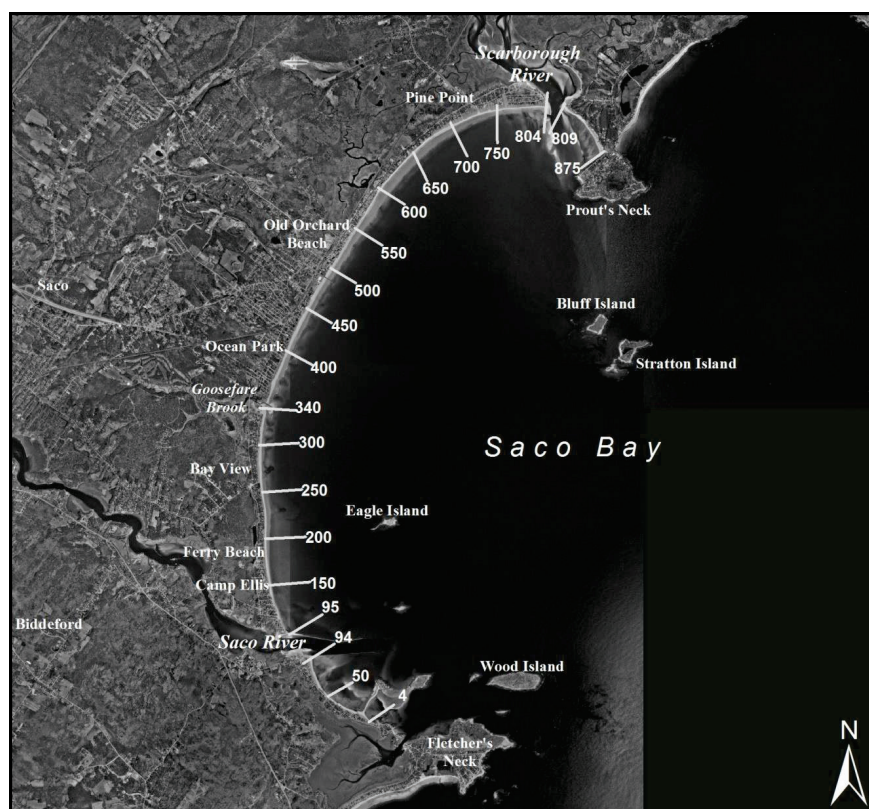 Scarborough
River
Pine Point
804
809
750
700
875
650
600
Prout's Neck
Old Orchard
Beach
550
500
Saco
Bluff Island
450
Ocean Park
Stratton Island
400
Goosefare
Brook
340
300
Saco Bay
Bay View
250
Eagle Island
200
Ferry Beach
Camp Ellis
150
95
Biddeford
Saco River
94
Wood Island
50
4
N
Fletcher's
Neck